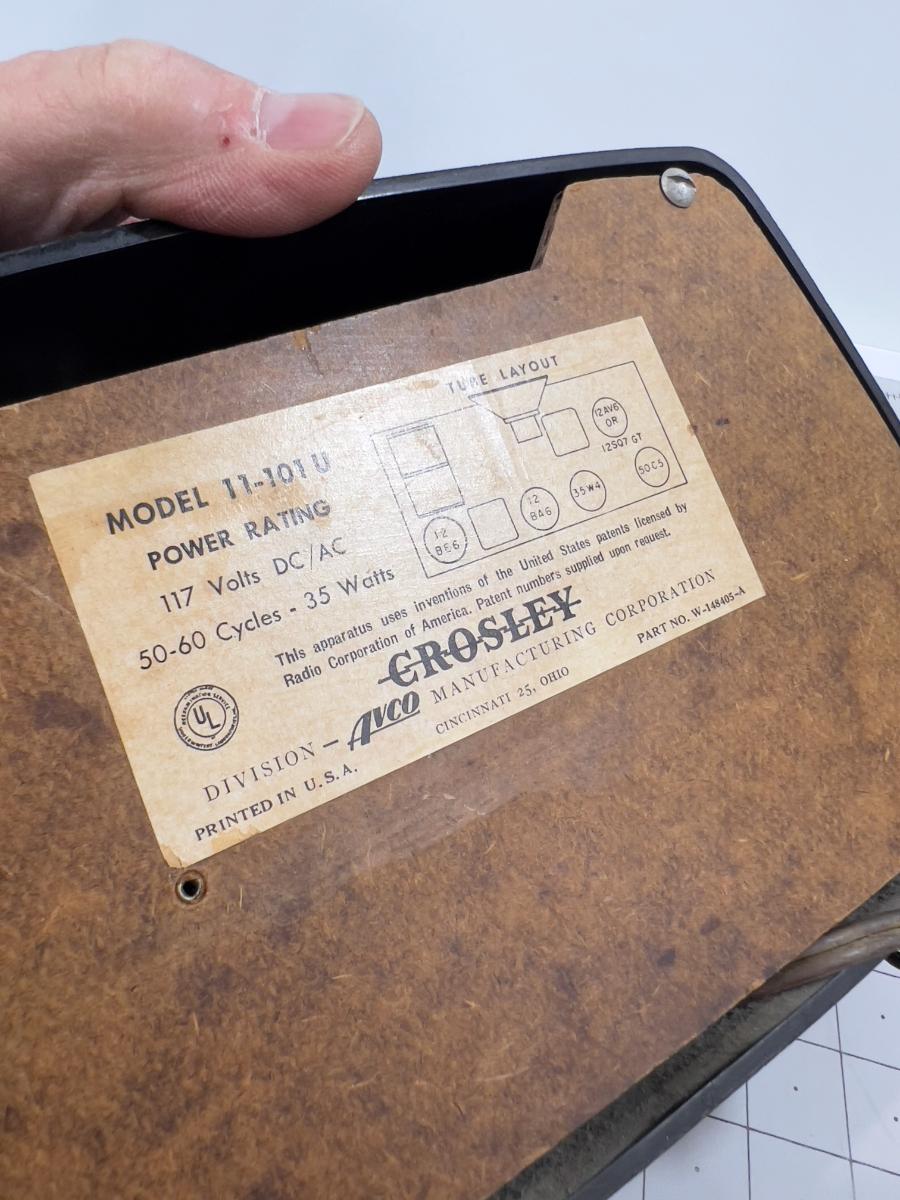 MODEL 11-101 U
POWER RATING
117 Volts DC/AC
50-60 Cycles - 35 Watts
TUBE LAYOUT
12AV6
OR
12SQ7 GT
50C5
35W4
12
BA6
12
BE6
This apparatus uses inventions of the United States patents licensed by
Radio Corporation of America. Patent numbers supplied upon request.
CROSLEY
DIVISION - AVCO MANUFACTURING CORPORATION
CINCINNATI 25, OHIO
PART NO. W-148405-A
UL
PRINTED IN U.S.A.